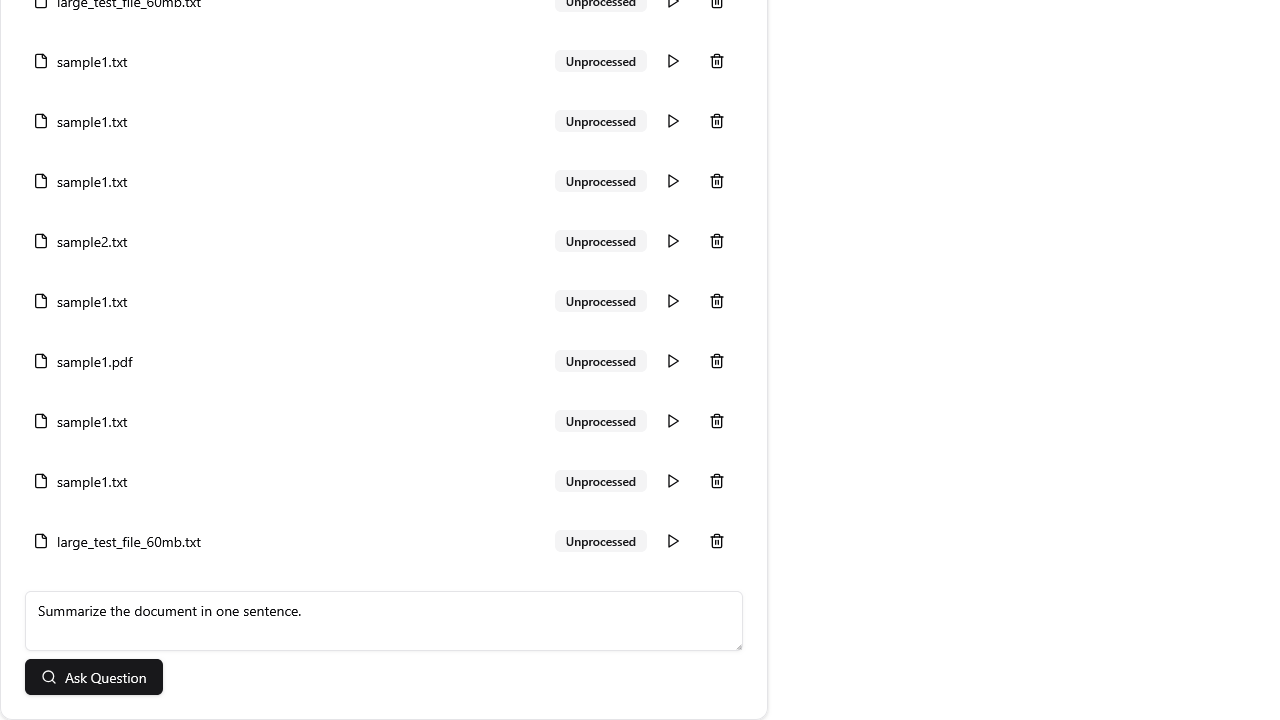 large_test_file_60mb.txt Unprocessed
sample1.txt Unprocessed
sample1.txt Unprocessed
sample1.txt Unprocessed
sample2.txt Unprocessed
sample1.txt Unprocessed
sample1.pdf Unprocessed
sample1.txt Unprocessed
sample1.txt Unprocessed
large_test_file_60mb.txt Unprocessed
Summarize the document in one sentence.
Ask Question